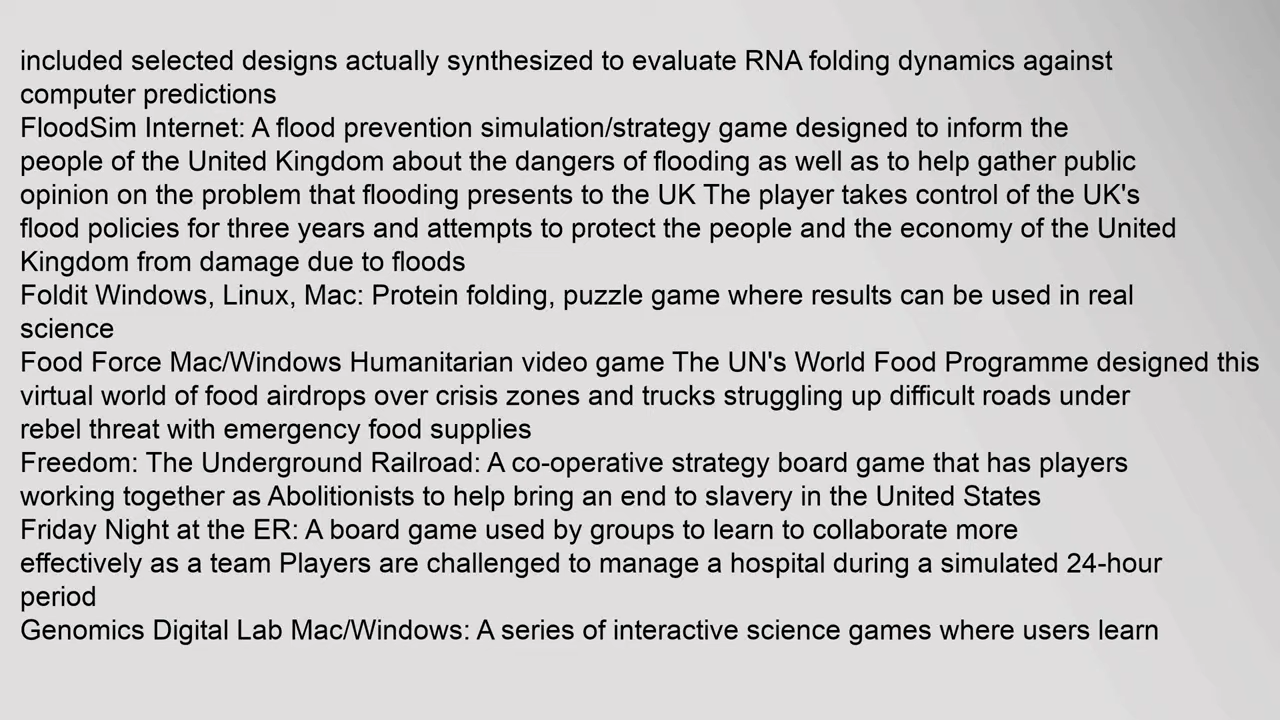 included selected designs actually synthesized to evaluate RNA folding dynamics against
computer predictions
FloodSim Internet: A flood prevention simulation/strategy game designed to inform the
people of the United Kingdom about the dangers of flooding as well as to help gather public
opinion on the problem that flooding presents to the UK The player takes control of the UK's
flood policies for three years and attempts to protect the people and the economy of the United
Kingdom from damage due to floods
Foldit Windows, Linux, Mac: Protein folding, puzzle game where results can be used in real
science
Food Force Mac/Windows Humanitarian video game The UN's World Food Programme designed this
virtual world of food airdrops over crisis zones and trucks struggling up difficult roads under
rebel threat with emergency food supplies
Freedom: The Underground Railroad: A co-operative strategy board game that has players
working together as Abolitionists to help bring an end to slavery in the United States
Friday Night at the ER: A board game used by groups to learn to collaborate more
effectively as a team Players are challenged to manage a hospital during a simulated 24-hour
period
Genomics Digital Lab Mac/Windows: A series of interactive science games where users learn